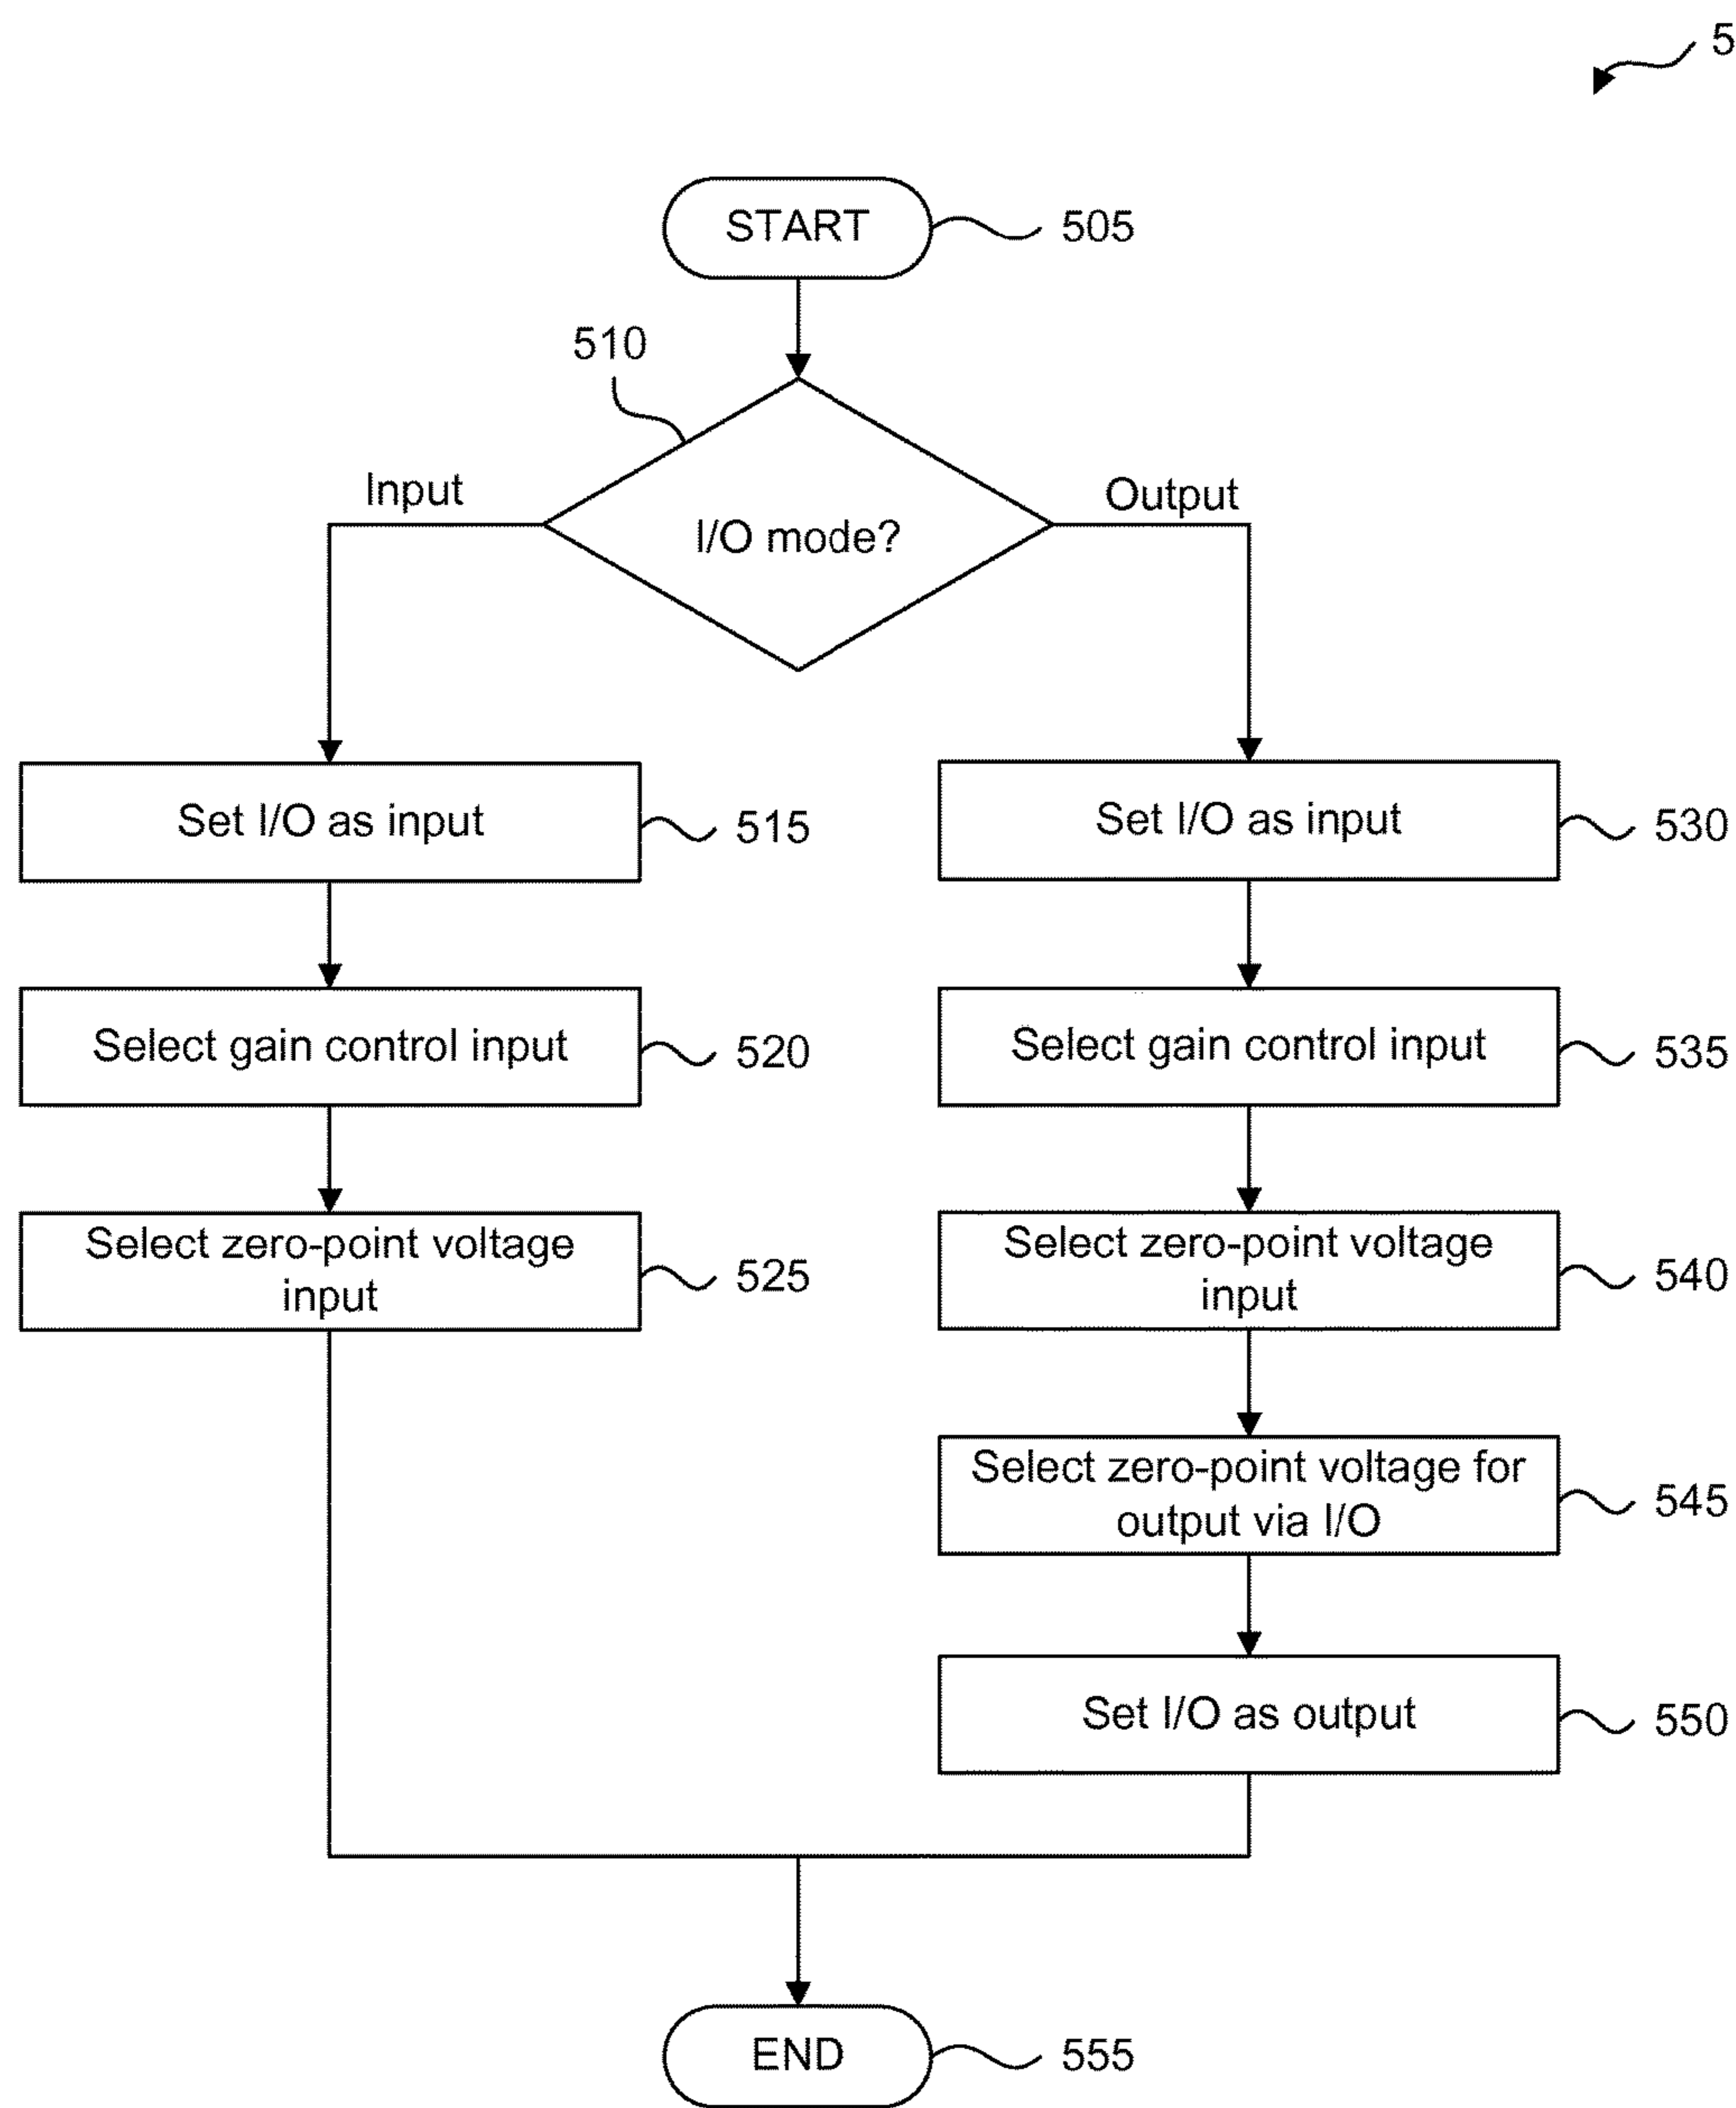 5
START
505
510
Input
Output
I/O mode?
Set I/O as input
515
Set I/O as input
530
Select gain control input
520
Select gain control input
535
Select zero-point voltage
input
525
Select zero-point voltage
input
540
Select zero-point voltage for
output via I/O
545
Set I/O as output
550
END
555